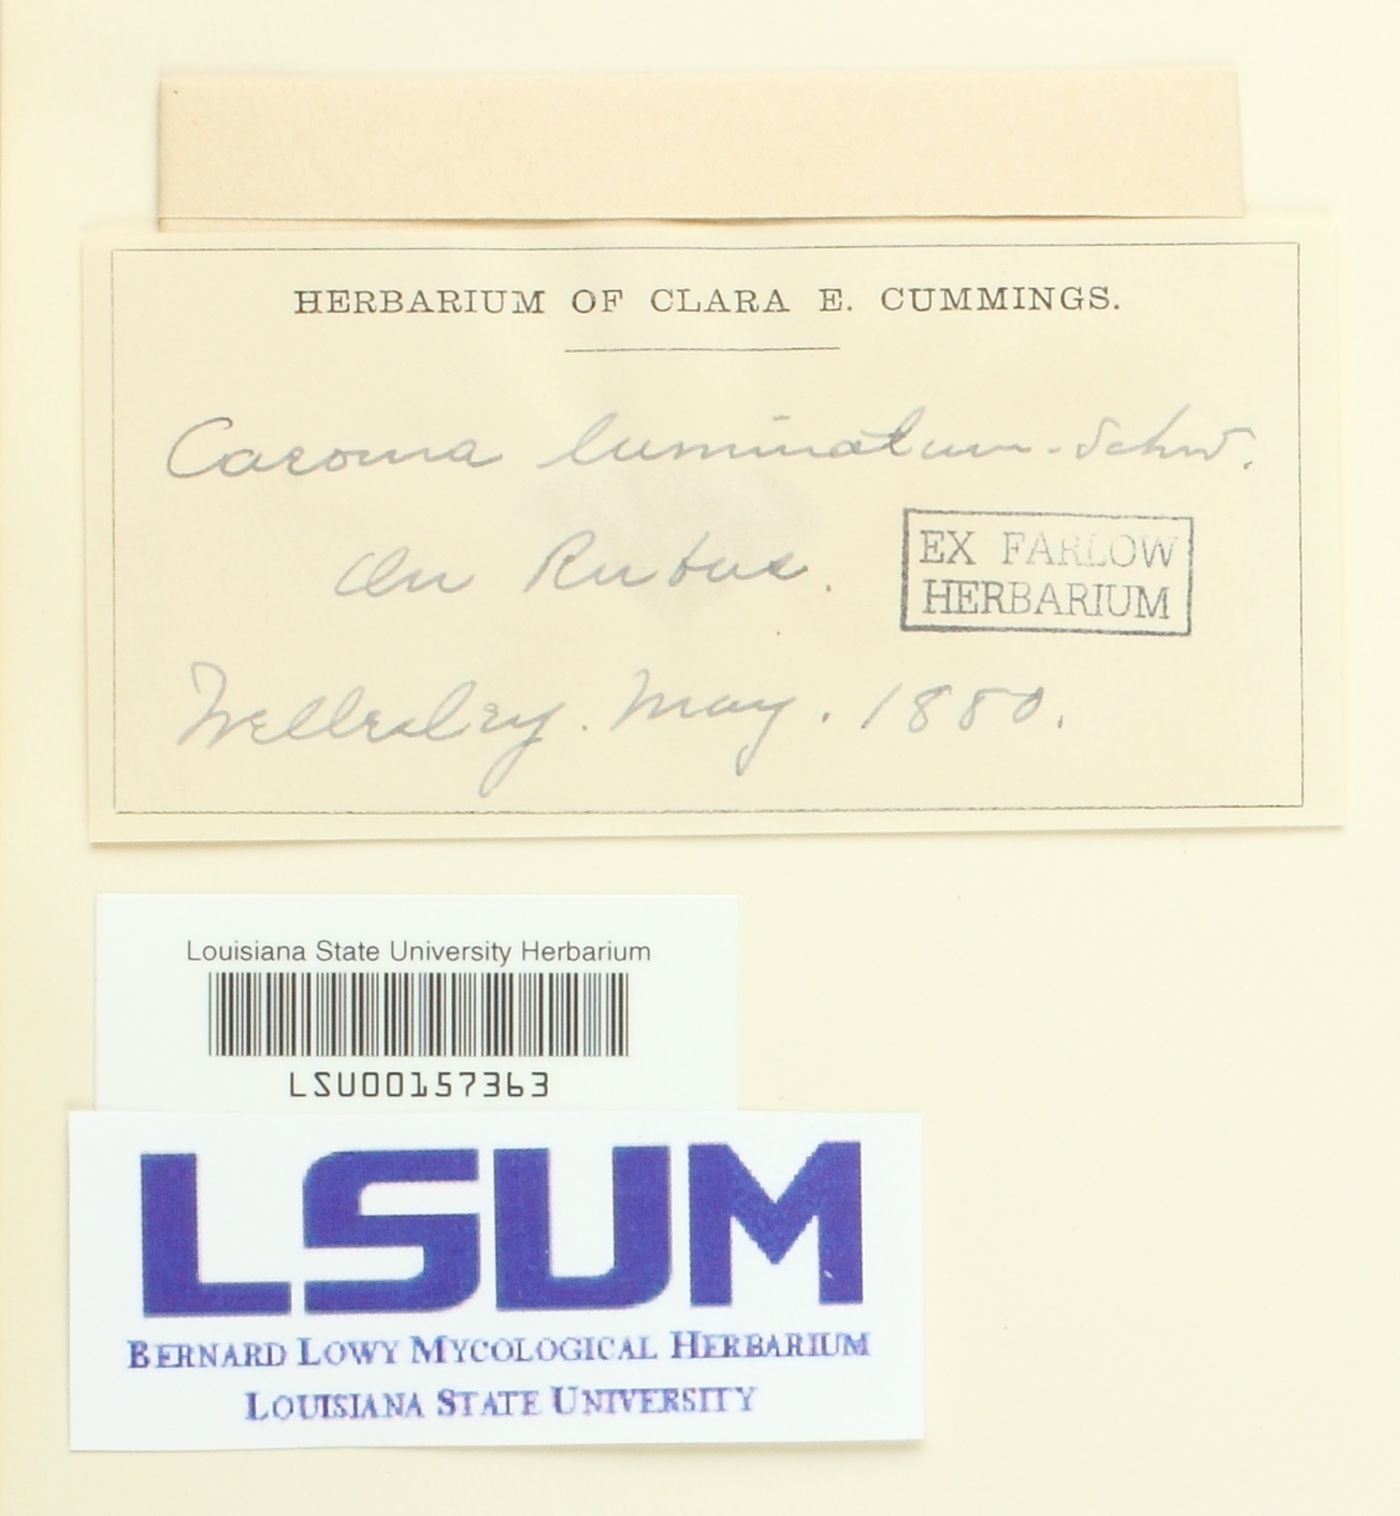 HERBARIUM OF CLARA E. CUMMINGS.
Caeoma luminatum - Schw.
On Rubus.
EX FARLOW
HERBARIUM
Wellesley. May. 1880.
Louisiana State University Herbarium
LSU00157363
LSUM
BERNARD LOWY MYCOLOGICAL HERBARIUM
LOUISIANA STATE UNIVERSITY